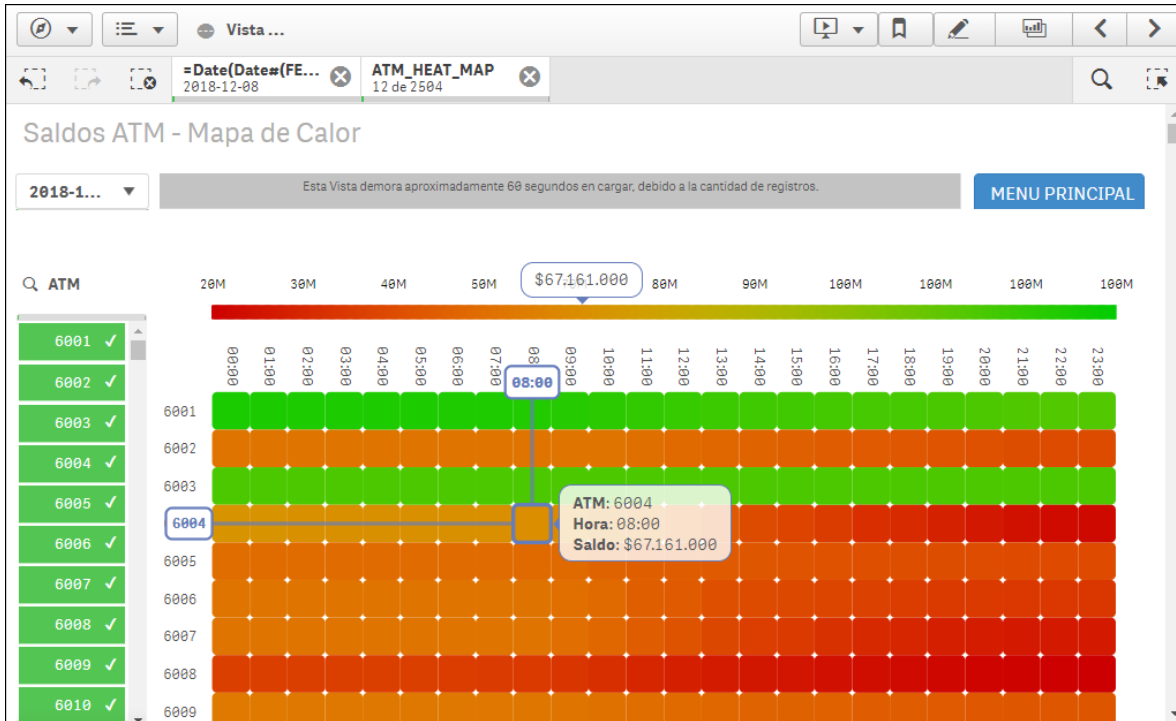 Vista ...
=Date(Date#(FE...
2018-12-08
ATM_HEAT_MAP
12 de 2504
Saldos ATM - Mapa de Calor
2018-1...
Esta Vista demora aproximadamente 60 segundos en cargar, debido a la cantidad de registros.
MENU PRINCIPAL
ATM
20M 30M 40M 50M $67.161.000 80M 90M 100M 100M 100M 100M
00:00 01:00 02:00 03:00 04:00 05:00 06:00 07:00 08:00 09:00 10:00 11:00 12:00 13:00 14:00 15:00 16:00 17:00 18:00 19:00 20:00 21:00 22:00 23:00
6001
6002
6003
6004
6005
6006
6007
6008
6009
6010
6001
6002
6003
6004
6005
6006
6007
6008
6009
ATM: 6004
Hora: 08:00
Saldo: $67.161.000